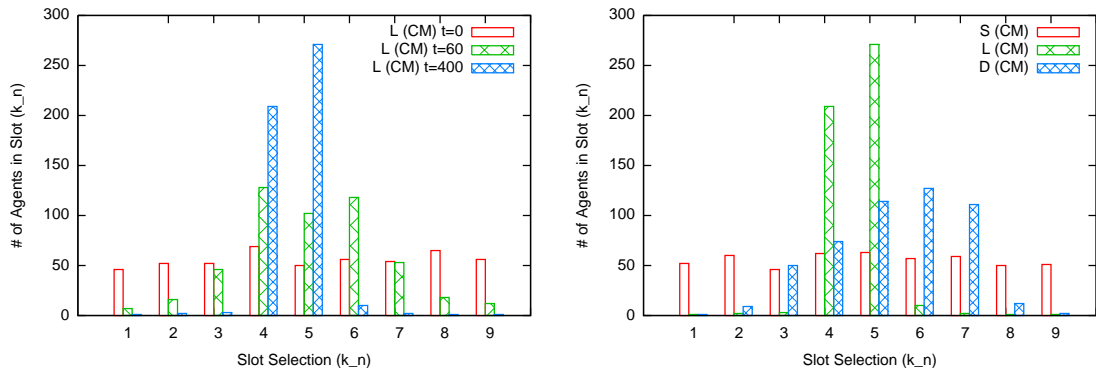 300
250
200
150
100
50
0
# of Agents in Slot (k_n)
L (CM) t=0
L (CM) t=60
L (CM) t=400
1 2 3 4 5 6 7 8 9
Slot Selection (k_n)
300
250
200
150
100
50
0
# of Agents in Slot (k_n)
S (CM)
L (CM)
D (CM)
1 2 3 4 5 6 7 8 9
Slot Selection (k_n)